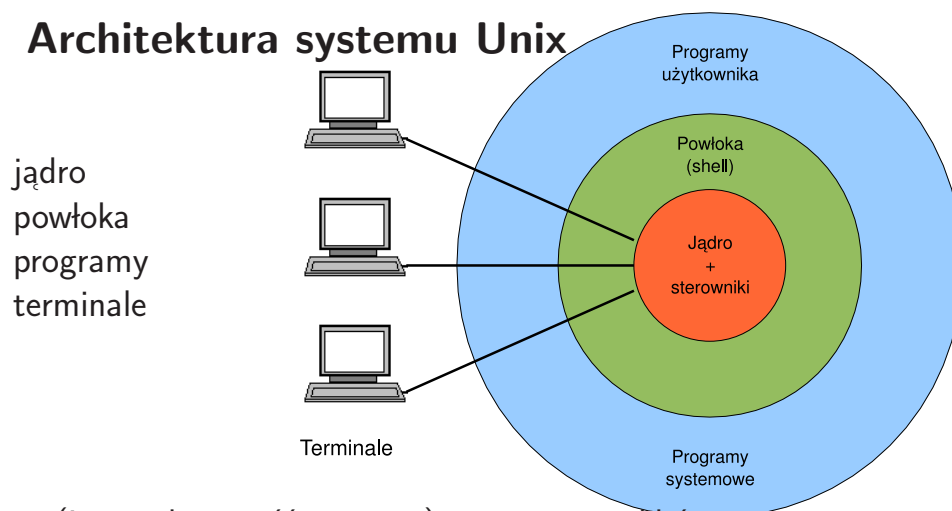 Architektura systemu Unix
jądro
powłoka
programy
terminale
Programy
użytkownika
Powłoka
(shell)
Jądro
+
sterowniki
Terminale
Programy
systemowe